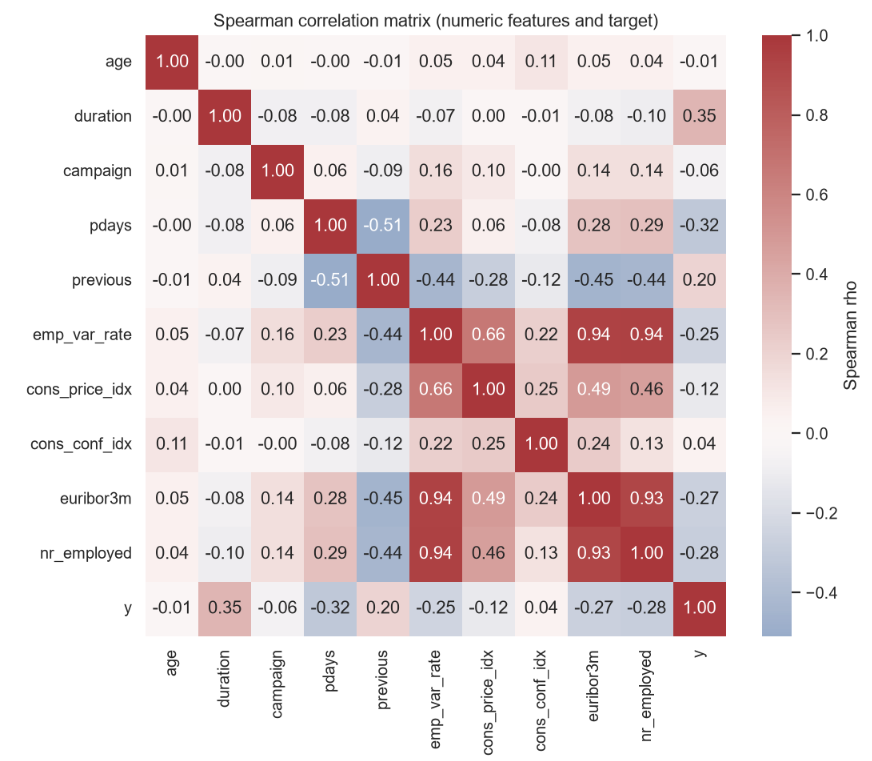 Spearman correlation matrix (numeric features and target)
age 1.00 -0.00 0.01 -0.00 -0.01 0.05 0.04 0.11 0.05 0.04 -0.01
duration -0.00 1.00 -0.08 -0.08 0.04 -0.07 0.00 -0.01 -0.08 -0.10 0.35
campaign 0.01 -0.08 1.00 0.06 -0.09 0.16 0.10 -0.00 0.14 0.14 -0.06
pdays -0.00 -0.08 0.06 1.00 -0.51 0.23 0.06 -0.08 0.28 0.29 -0.32
previous -0.01 0.04 -0.09 -0.51 1.00 -0.44 -0.28 -0.12 -0.45 -0.44 0.20
emp_var_rate 0.05 -0.07 0.16 0.23 -0.44 1.00 0.66 0.22 0.94 0.94 -0.25
cons_price_idx 0.04 0.00 0.10 0.06 -0.28 0.66 1.00 0.25 0.49 0.46 -0.12
cons_conf_idx 0.11 -0.01 -0.00 -0.08 -0.12 0.22 0.25 1.00 0.24 0.13 0.04
euribor3m 0.05 -0.08 0.14 0.28 -0.45 0.94 0.49 0.24 1.00 0.93 -0.27
nr_employed 0.04 -0.10 0.14 0.29 -0.44 0.94 0.46 0.13 0.93 1.00 -0.28
y -0.01 0.35 -0.06 -0.32 0.20 -0.25 -0.12 0.04 -0.27 -0.28 1.00
age
duration
campaign
pdays
previous
emp_var_rate
cons_price_idx
cons_conf_idx
euribor3m
nr_employed
y
1.0
0.8
0.6
0.4
0.2
0.0
−0.2
−0.4
Spearman rho